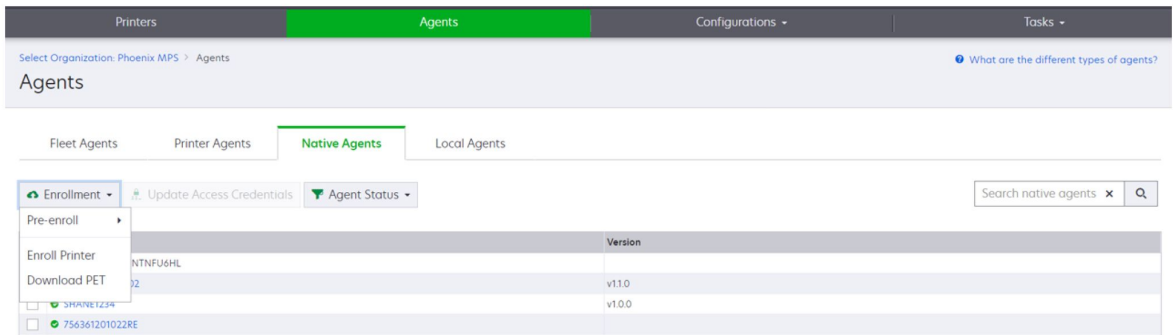 Printers Agents Configurations Tasks
Select Organization: Phoenix MPS > Agents
What are the different types of agents?
Agents
Fleet Agents Printer Agents Native Agents Local Agents
Enrollment Update Access Credentials Agent Status Search native agents x
Pre-enroll
Version
Enroll Printer
NTNFU6HL
Download PET
02 v1.1.0
SHANE1234 v1.0.0
756361201022RE